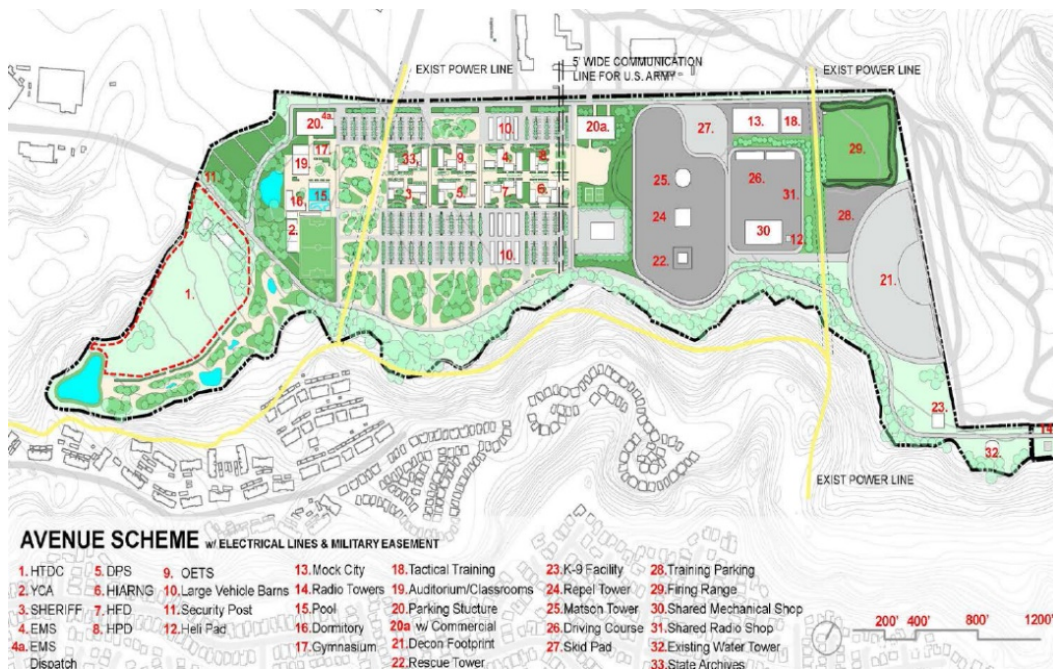 EXIST POWER LINE
5' WIDE COMMUNICATION
LINE FOR U.S. ARMY
EXIST POWER LINE
20. 4a.
10.
20a.
27.
13.
18.
17.
19.
33.
9.
4.
8.
29.
11.
25.
26.
31.
16.
15.
3.
5.
7.
6.
24.
28.
2.
30
12.
10.
22.
21.
1.
23.
14.
32.
EXIST POWER LINE
AVENUE SCHEME w/ ELECTRICAL LINES & MILITARY EASEMENT
1. HTDC
2. YCA
3. SHERIFF
4. EMS
4a. EMS
Dispatch
5. DPS
6. HIARNG
7. HFD
8. HPD
9. OETS
10. Large Vehicle Barns
11. Security Post
12. Heli Pad
13. Mock City
14. Radio Towers
15. Pool
16. Dormitory
17. Gymnasium
18. Tactical Training
19. Auditorium/Classrooms
20. Parking Stucture
20a w/ Commercial
21. Decon Footprint
22. Rescue Tower
23. K-9 Facility
24. Repel Tower
25. Matson Tower
26. Driving Course
27. Skid Pad
28. Training Parking
29. Firing Range
30. Shared Mechanical Shop
31. Shared Radio Shop
32. Existing Water Tower
33. State Archives
200' 400' 800' 1200'